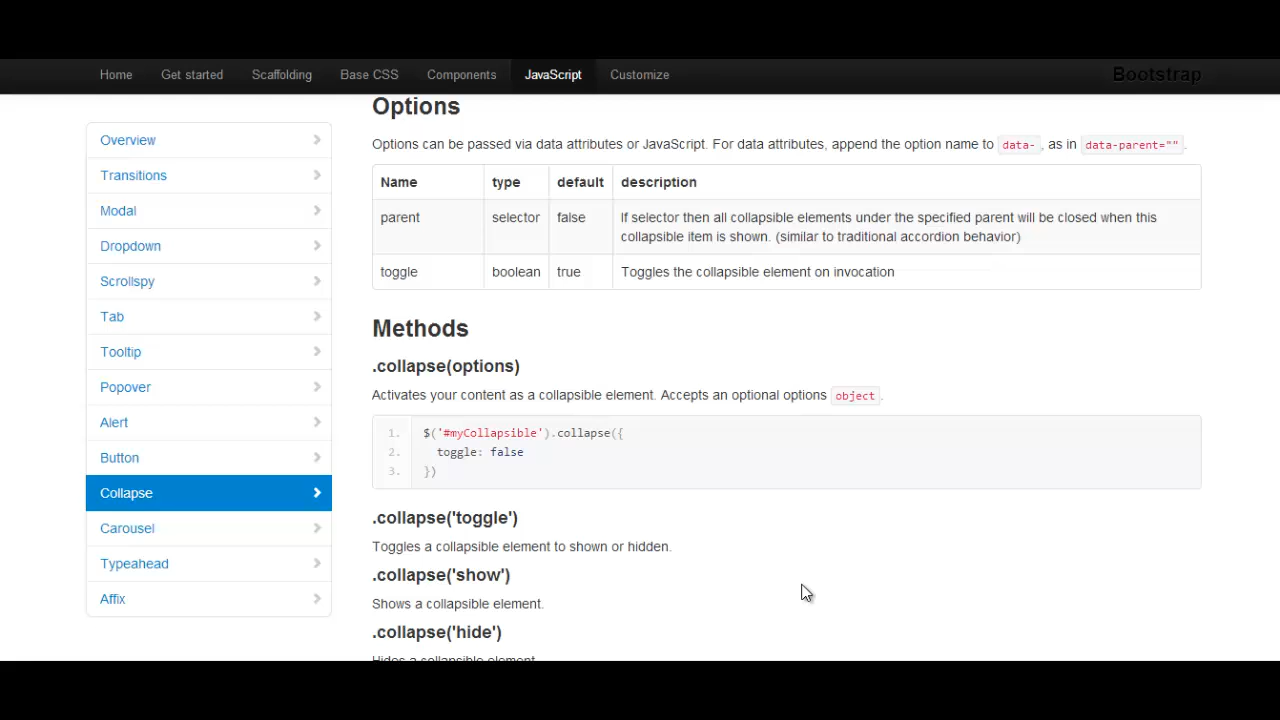 Home Get started Scaffolding Base CSS Components JavaScript Customize Bootstrap
Overview
Transitions
Modal
Dropdown
Scrollspy
Tab
Tooltip
Popover
Alert
Button
Collapse
Carousel
Typeahead
Affix
Options
Options can be passed via data attributes or JavaScript. For data attributes, append the option name to data- , as in data-parent="" .
Name type default description
parent selector false If selector then all collapsible elements under the specified parent will be closed when this
collapsible item is shown. (similar to traditional accordion behavior)
toggle boolean true Toggles the collapsible element on invocation
Methods
.collapse(options)
Activates your content as a collapsible element. Accepts an optional options object .
1. $('#myCollapsible').collapse({
2. toggle: false
3. })
.collapse('toggle')
Toggles a collapsible element to shown or hidden.
.collapse('show')
Shows a collapsible element.
.collapse('hide')
Hides a collapsible element